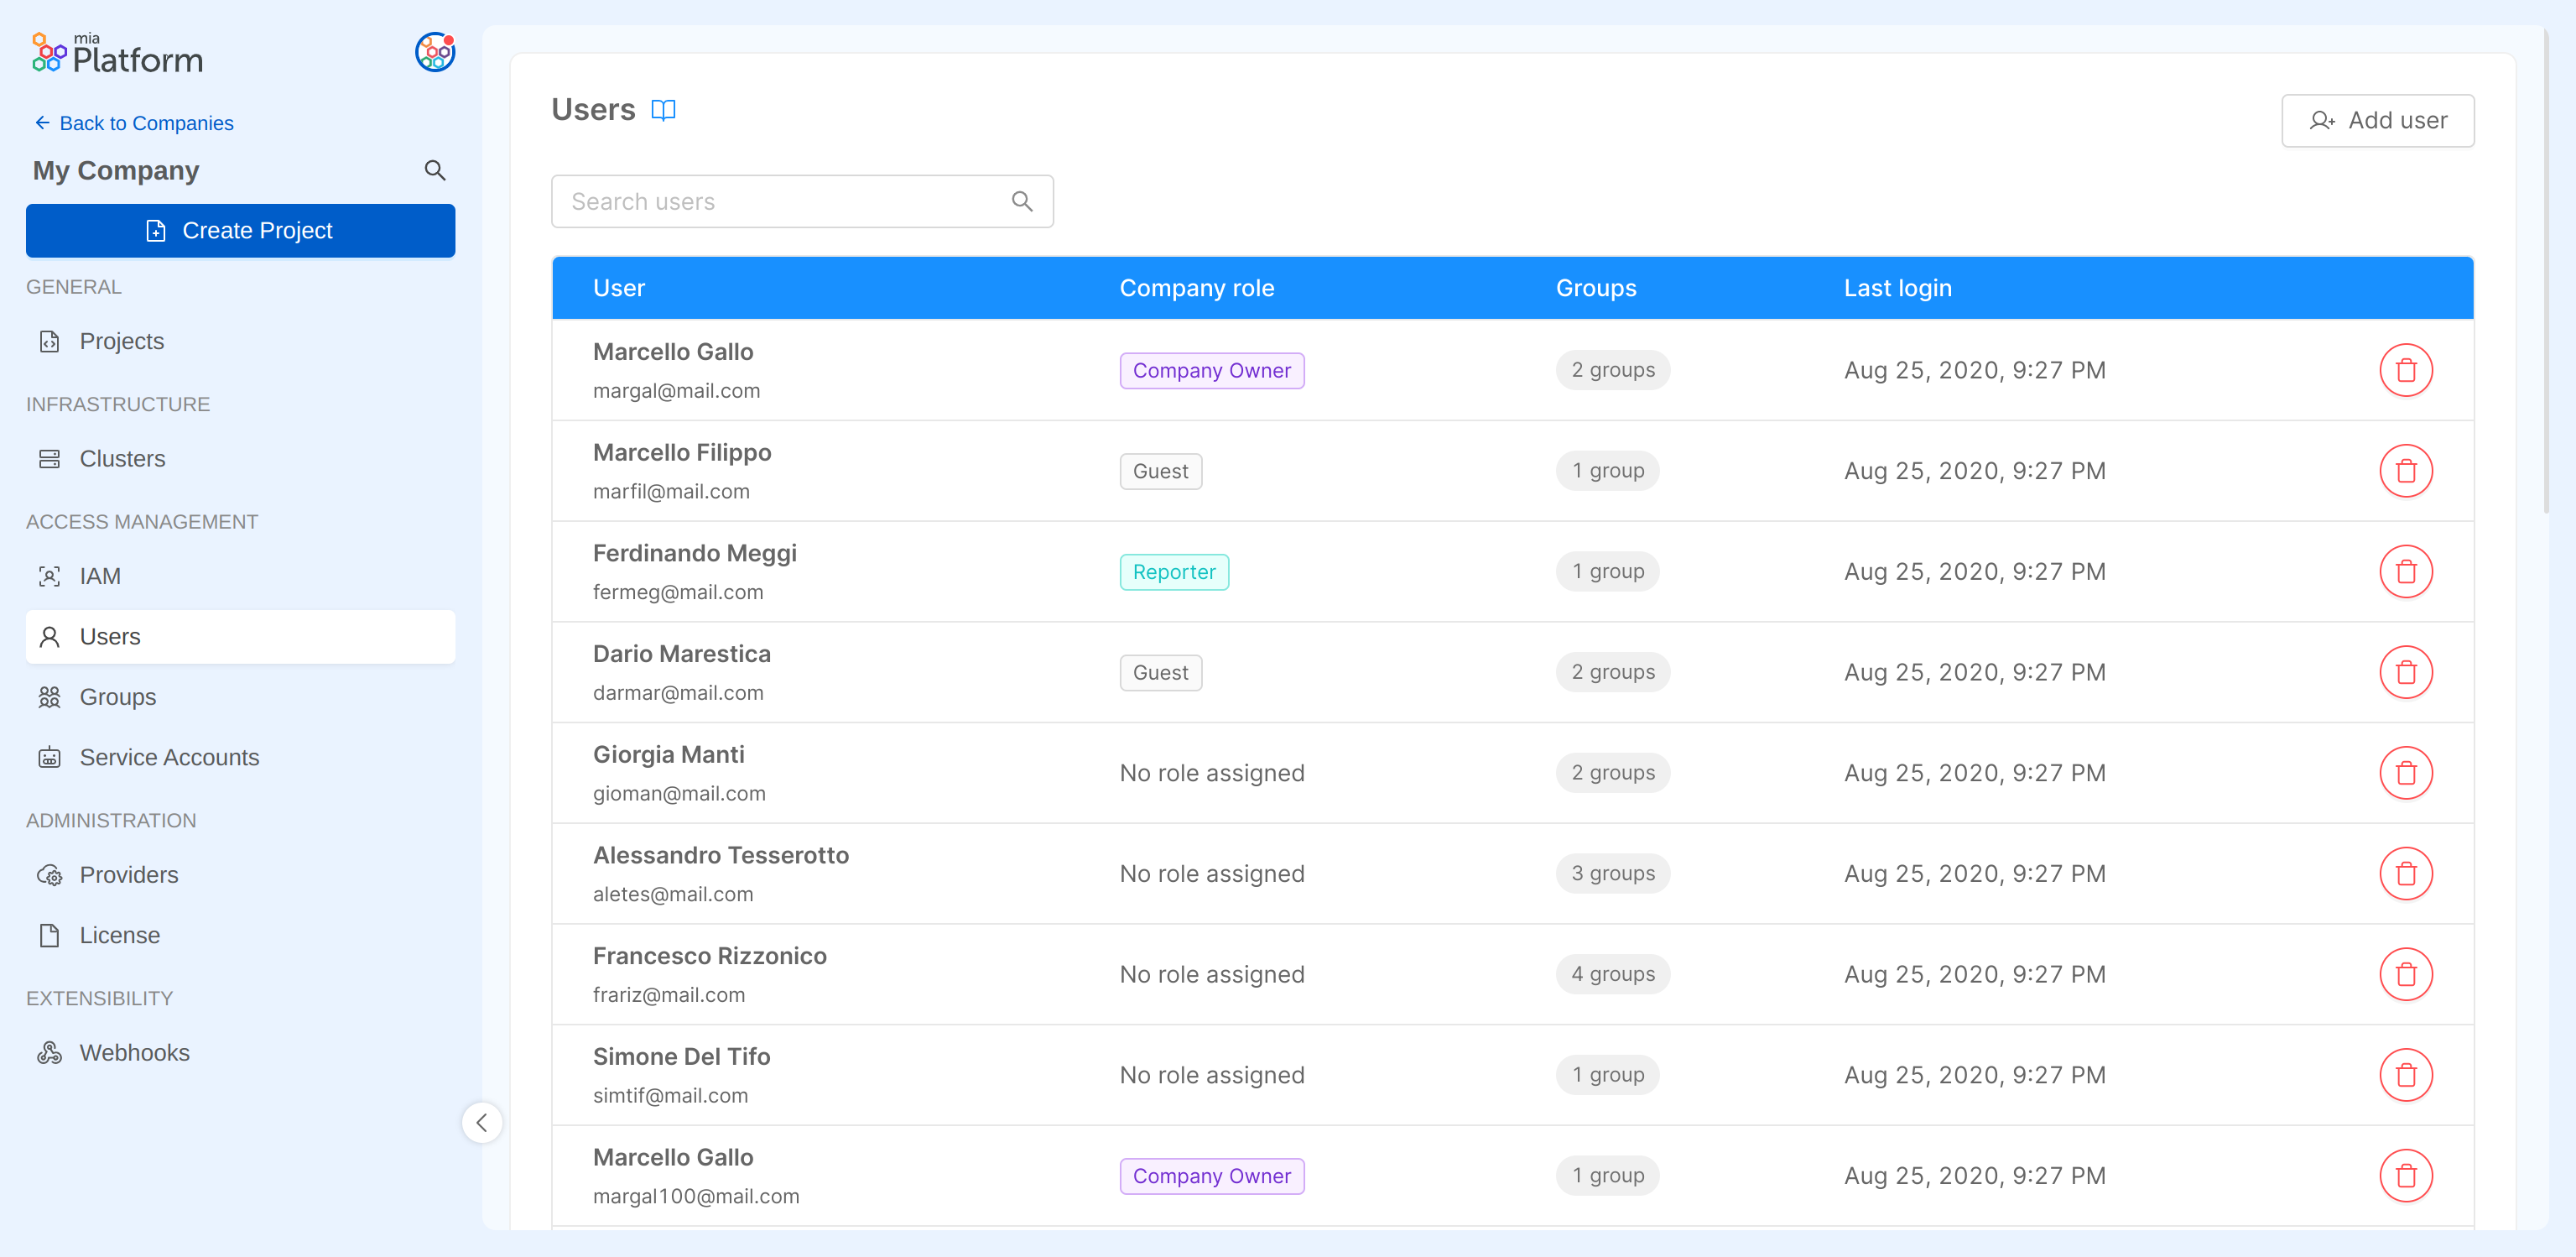 mia
Platform
Back to Companies
My Company
Create Project
GENERAL
Projects
INFRASTRUCTURE
Clusters
ACCESS MANAGEMENT
IAM
Users
Groups
Service Accounts
ADMINISTRATION
Providers
License
EXTENSIBILITY
Webhooks
Users
Add user
Search users
User Company role Groups Last login
Marcello Gallo
margal@mail.com
Company Owner 2 groups Aug 25, 2020, 9:27 PM
Marcello Filippo
marfil@mail.com
Guest 1 group Aug 25, 2020, 9:27 PM
Ferdinando Meggi
fermeg@mail.com
Reporter 1 group Aug 25, 2020, 9:27 PM
Dario Marestica
darmar@mail.com
Guest 2 groups Aug 25, 2020, 9:27 PM
Giorgia Manti
gioman@mail.com
No role assigned 2 groups Aug 25, 2020, 9:27 PM
Alessandro Tesserotto
aletes@mail.com
No role assigned 3 groups Aug 25, 2020, 9:27 PM
Francesco Rizzonico
frariz@mail.com
No role assigned 4 groups Aug 25, 2020, 9:27 PM
Simone Del Tifo
simtif@mail.com
No role assigned 1 group Aug 25, 2020, 9:27 PM
Marcello Gallo
margal100@mail.com
Company Owner 1 group Aug 25, 2020, 9:27 PM